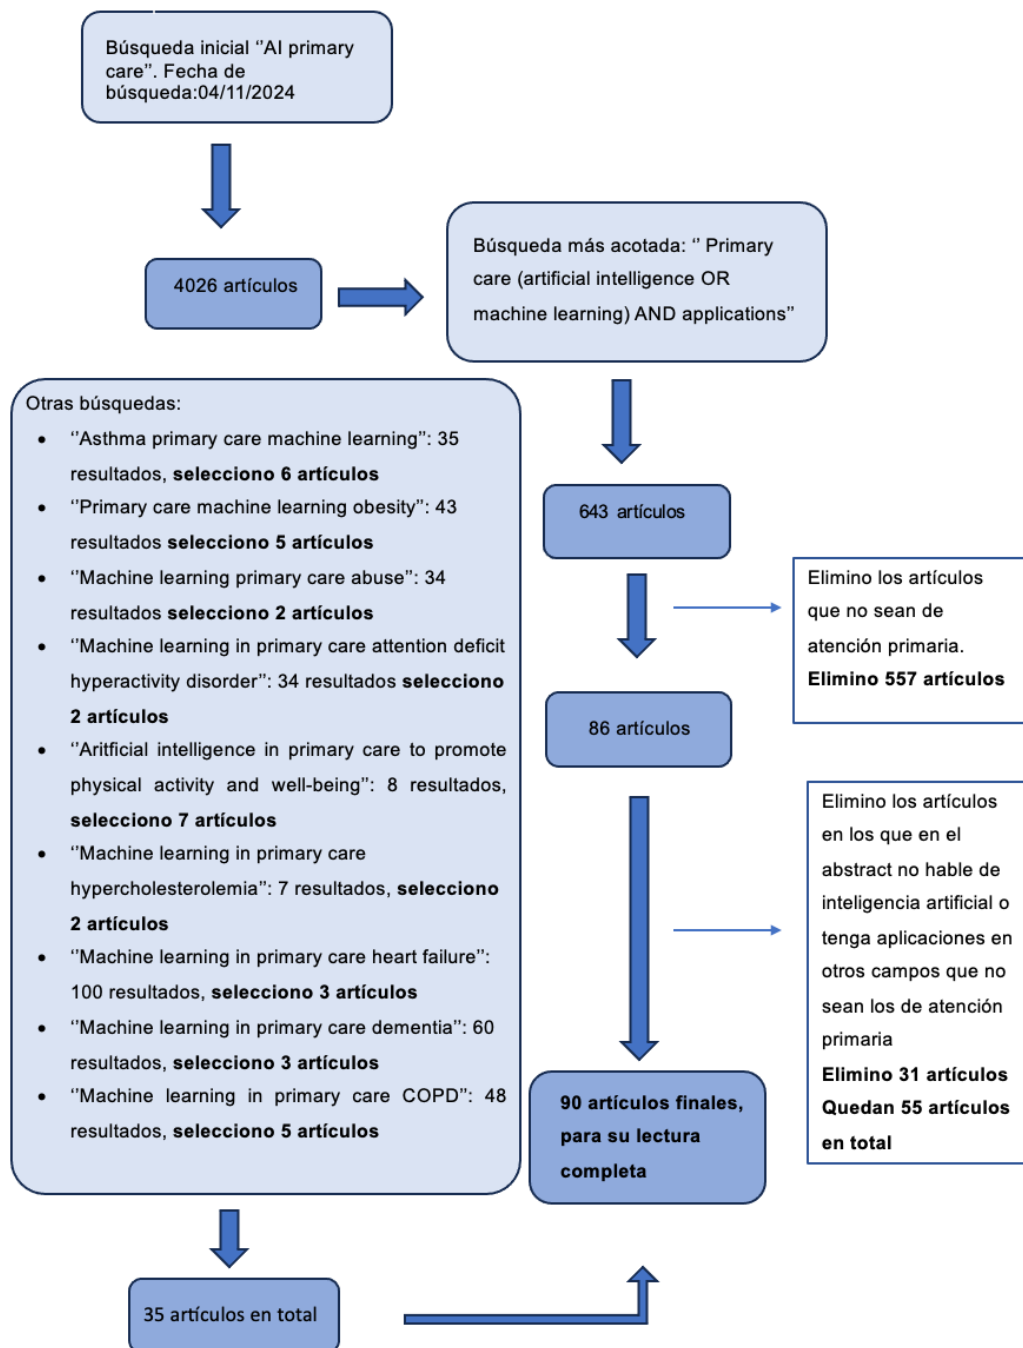 Búsqueda inicial ‘‘AI primary
care’’. Fecha de
búsqueda:04/11/2024
4026 artículos
Búsqueda más acotada: ‘‘ Primary
care (artificial intelligence OR
machine learning) AND applications’’
643 artículos
Elimino los artículos
que no sean de
atención primaria.
Elimino 557 artículos
86 artículos
Elimino los artículos
en los que en el
abstract no hable de
inteligencia artificial o
tenga aplicaciones en
otros campos que no
sean los de atención
primaria
Elimino 31 artículos
Quedan 55 artículos
en total
Otras búsquedas:
• ‘‘Asthma primary care machine learning’’: 35
resultados, selecciono 6 artículos
• ‘‘Primary care machine learning obesity’’: 43
resultados selecciono 5 artículos
• ‘‘Machine learning primary care abuse’’: 34
resultados selecciono 2 artículos
• ‘‘Machine learning in primary care attention deficit
hyperactivity disorder’’: 34 resultados selecciono
2 artículos
• ‘‘Aritficial intelligence in primary care to promote
physical activity and well-being’’: 8 resultados,
selecciono 7 artículos
• ‘‘Machine learning in primary care
hypercholesterolemia’’: 7 resultados, selecciono
2 artículos
• ‘‘Machine learning in primary care heart failure’’:
100 resultados, selecciono 3 artículos
• ‘‘Machine learning in primary care dementia’’: 60
resultados, selecciono 3 artículos
• ‘‘Machine learning in primary care COPD’’: 48
resultados, selecciono 5 artículos
35 artículos en total
90 artículos finales,
para su lectura
completa